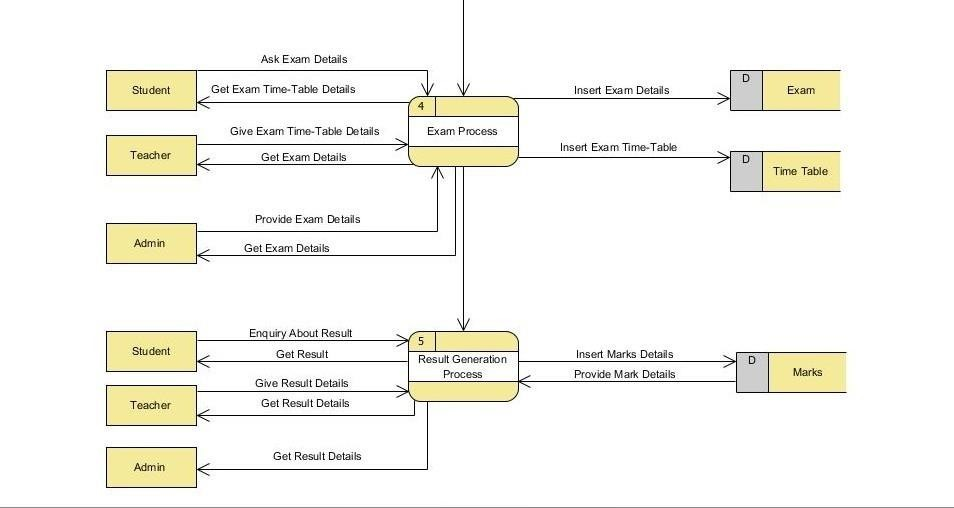 Ask Exam Details
Student
Get Exam Time-Table Details
4
Exam Process
Insert Exam Details
D
Exam
Give Exam Time-Table Details
Teacher
Get Exam Details
Insert Exam Time-Table
D
Time Table
Provide Exam Details
Admin
Get Exam Details
Enquiry About Result
Student
Get Result
5
Result Generation
Process
Insert Marks Details
Provide Mark Details
D
Marks
Give Result Details
Teacher
Get Result Details
Get Result Details
Admin